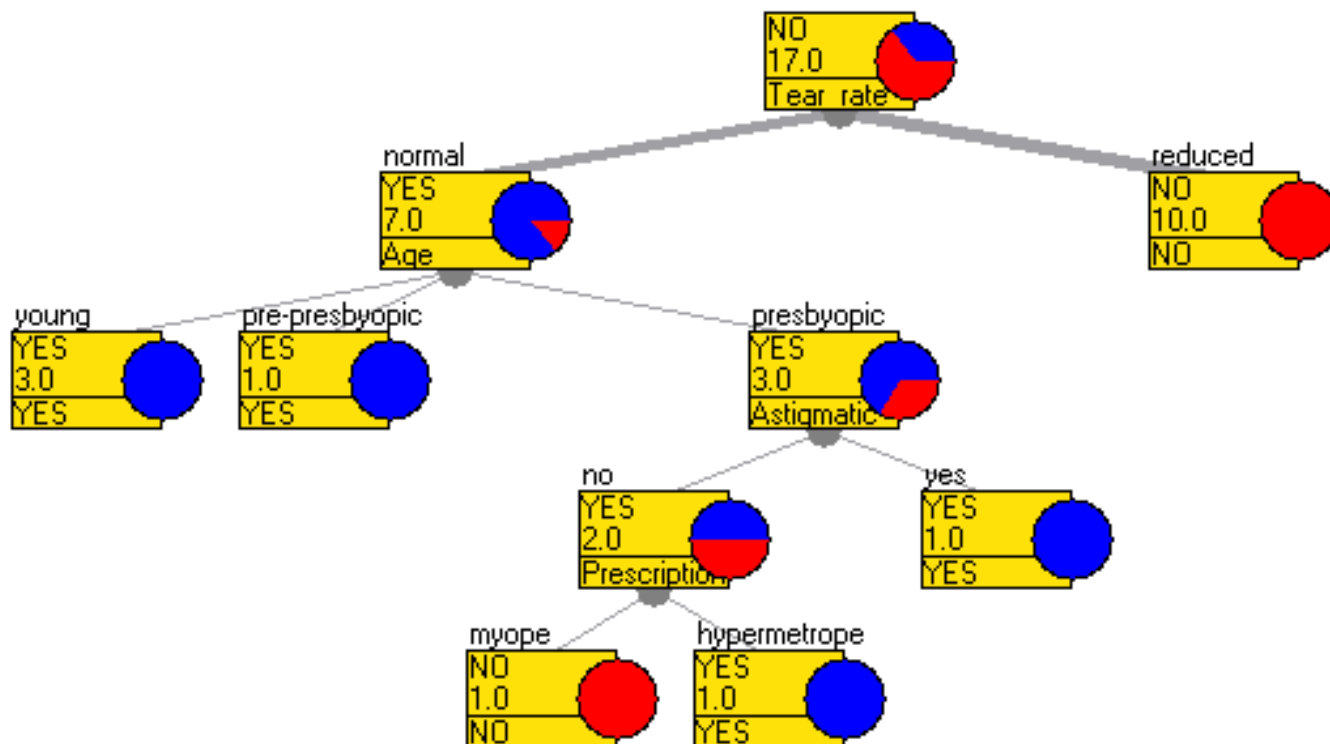 NO
17.0
Tear rate
normal
YES
7.0
Age
reduced
NO
10.0
NO
young
YES
3.0
YES
pre-presbyopic
YES
1.0
YES
presbyopic
YES
3.0
Astigmatic
no
YES
2.0
Prescription
yes
YES
1.0
YES
myope
NO
1.0
NO
hypermetrope
YES
1.0
YES